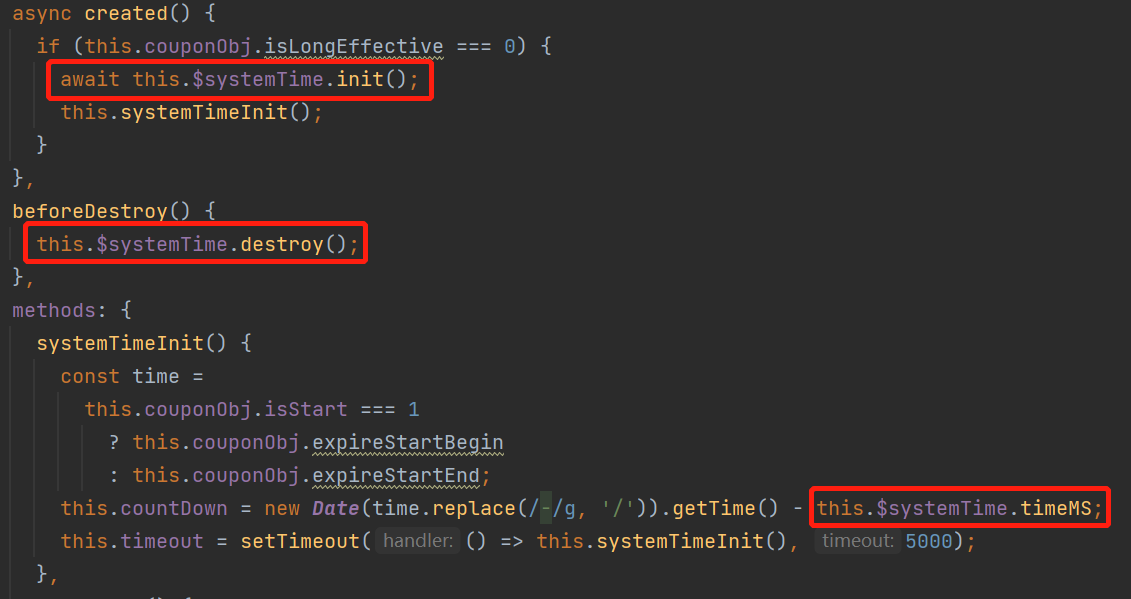 async created() {
if (this.couponObj.isLongEffective === 0) {
await this.$systemTime.init();
this.systemTimeInit();
}
},
beforeDestroy() {
this.$systemTime.destroy();
},
methods: {
systemTimeInit() {
const time =
this.couponObj.isStart === 1
? this.couponObj.expireStartBegin
: this.couponObj.expireStartEnd;
this.countDown = new Date(time.replace(/-/g, '/')).getTime() - this.$systemTime.timeMS;
this.timeout = setTimeout( handler: () => this.systemTimeInit(), timeout: 5000);
},